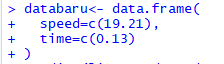 > databaru<- data.frame(
+   speed=c(19.21),
+   time=c(0.13)
+ )